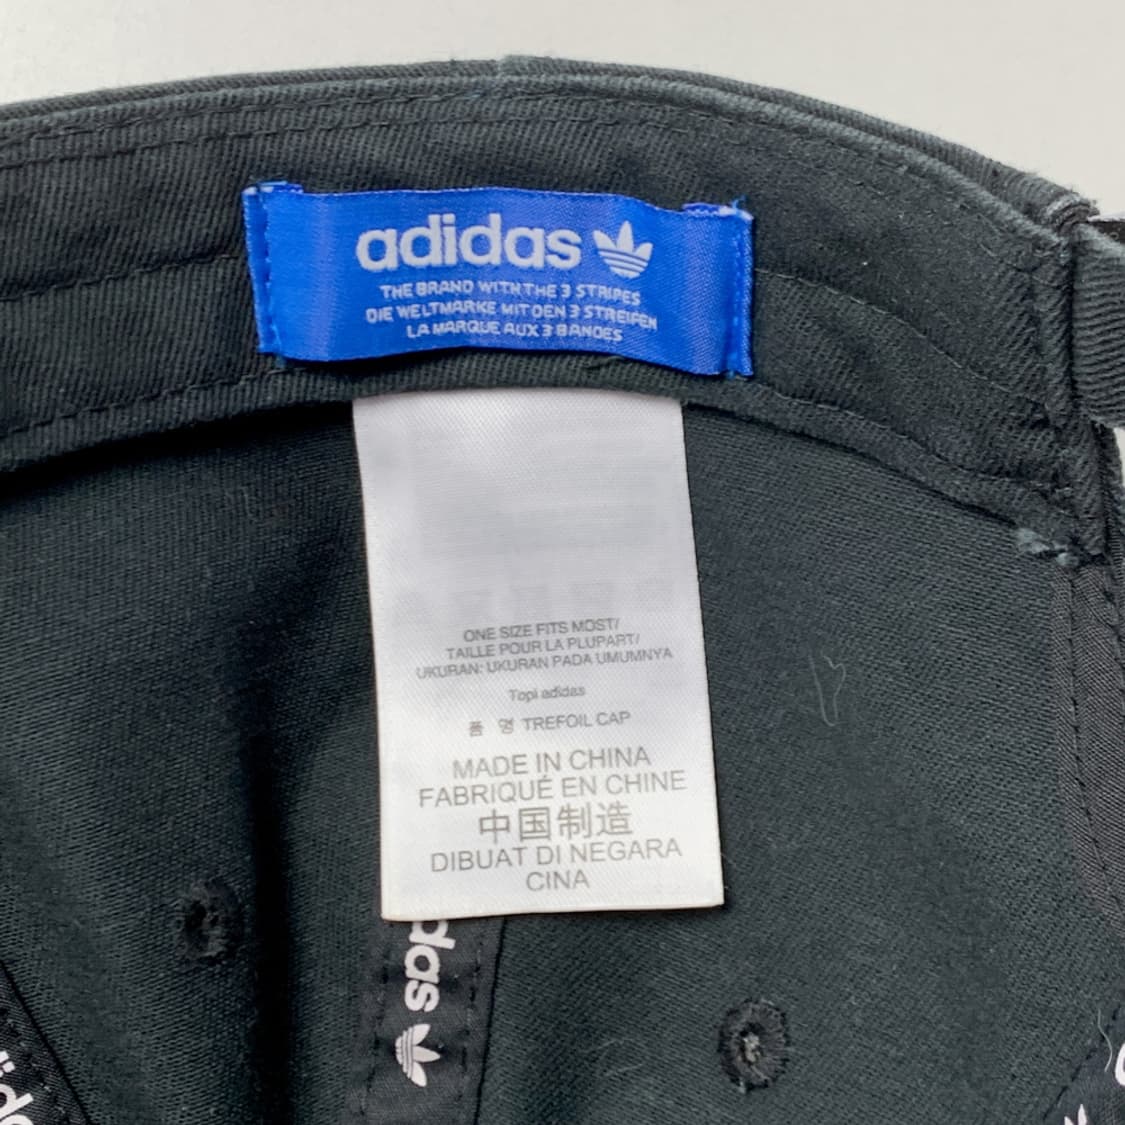 adidas
THE BRAND WITH THE 3 STRIPES
DIE WELTMARKE MIT DEN 3 STREIFEN
LA MARQUE AUX 3 BANDES
ONE SIZE FITS MOST/
TAILLE POUR LA PLUPART/
UKURAN: UKURAN PADA UMUMNYA
Topi adidas
품 명 TREFOIL CAP
MADE IN CHINA
FABRIQUÉ EN CHINE
中国制造
DIBUAT DI NEGARA
CINA
das